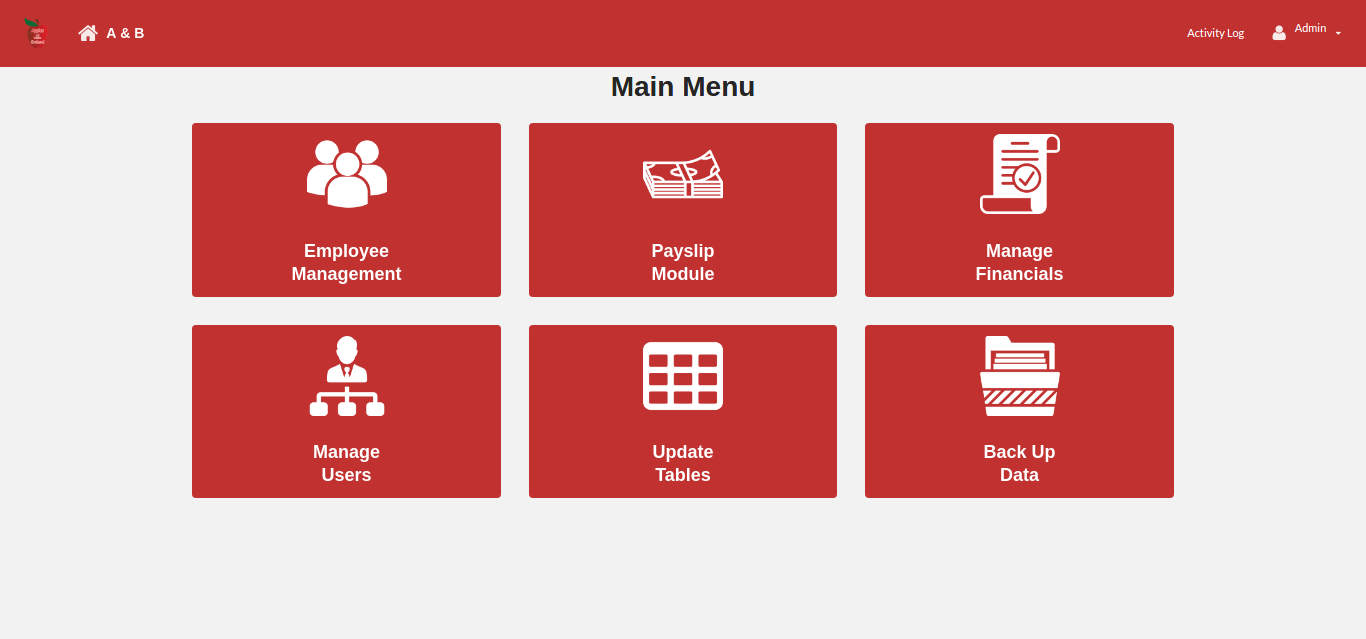 A & B
Activity Log
Admin
Main Menu
Employee
Management
Payslip
Module
Manage
Financials
Manage
Users
Update
Tables
Back Up
Data